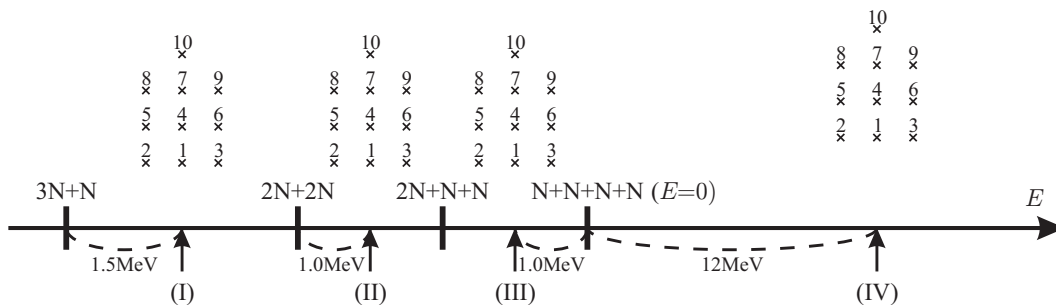 10 10 10 10
8 7 9 8 7 9 8 7 9 8 7 9
5 4 6 5 4 6 5 4 6 5 4 6
2 1 3 2 1 3 2 1 3 2 1 3
3N+N 2N+2N 2N+N+N N+N+N+N (E=0) E
1.5MeV 1.0MeV 1.0MeV 12MeV
(I) (II) (III) (IV)